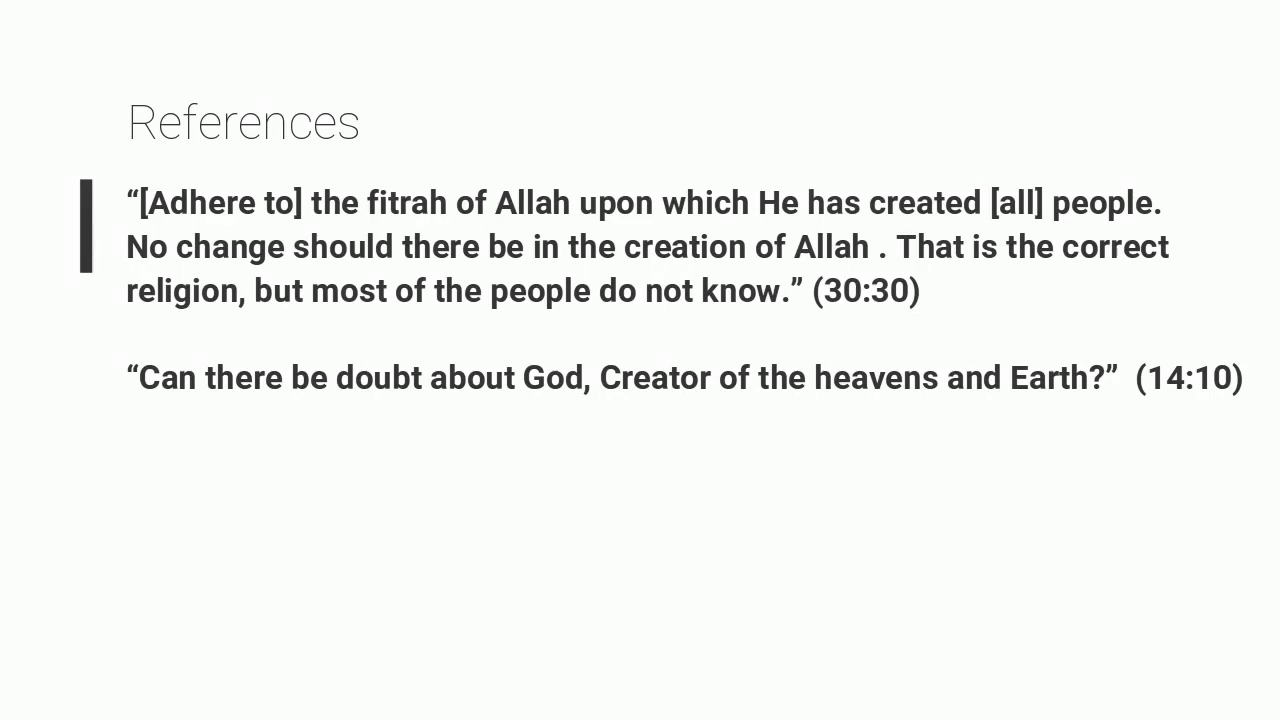 References
“[Adhere to] the fitrah of Allah upon which He has created [all] people.
No change should there be in the creation of Allah . That is the correct
religion, but most of the people do not know.” (30:30)
“Can there be doubt about God, Creator of the heavens and Earth?”  (14:10)